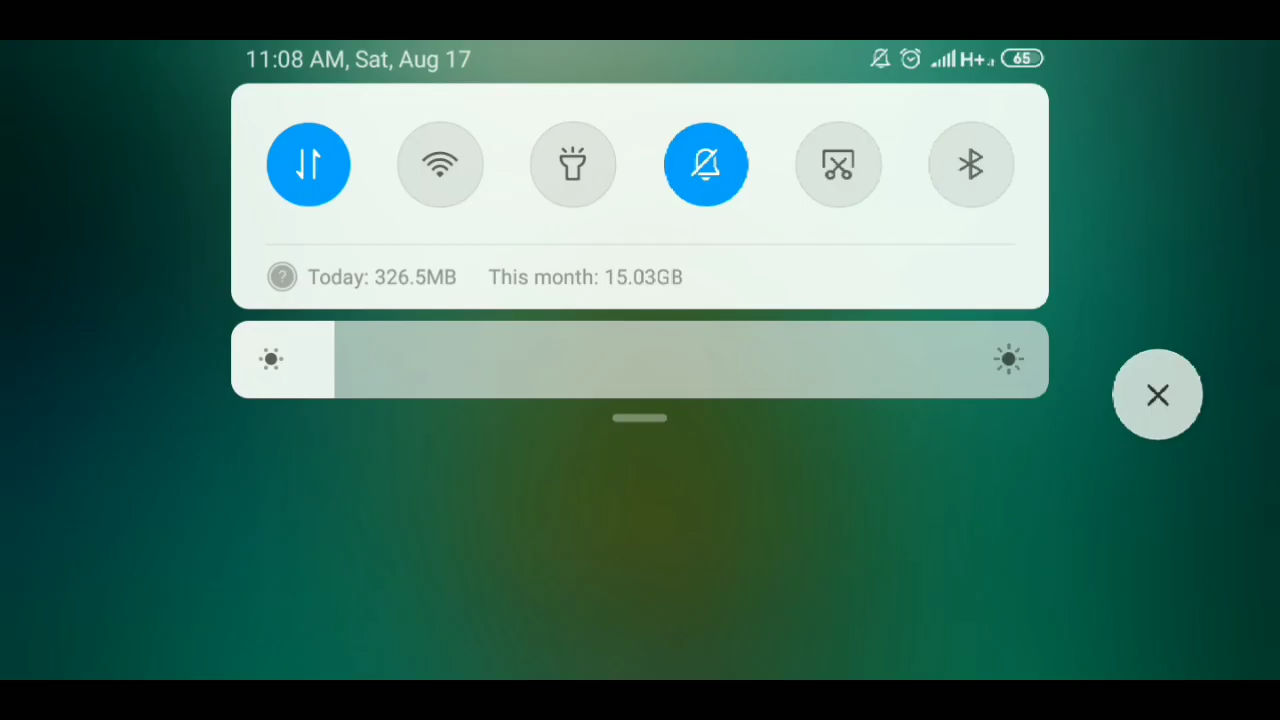 11:08 AM, Sat, Aug 17 H+ 65
Today: 326.5MB This month: 15.03GB